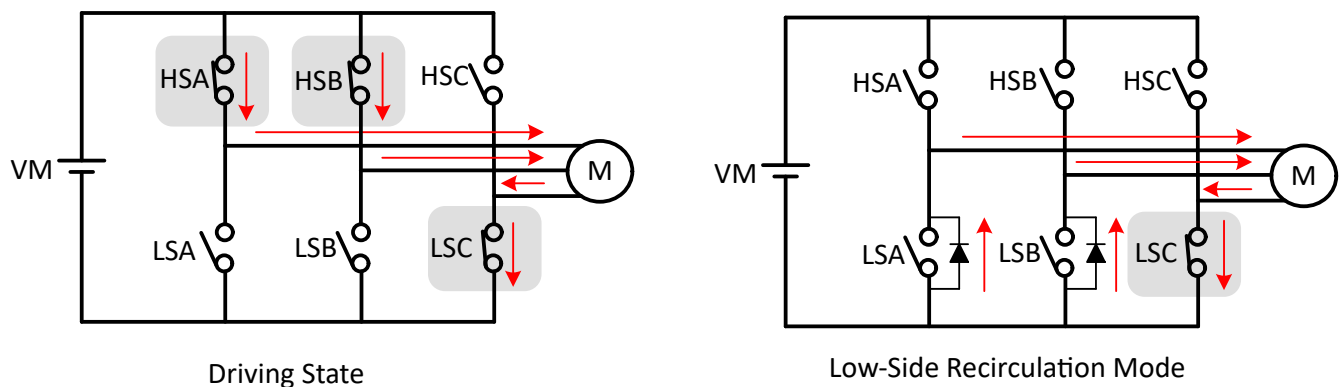 HSA
HSB
HSC
VM
M
LSA
LSB
LSC
Driving State
HSA
HSB
HSC
VM
M
LSA
LSB
LSC
Low-Side Recirculation Mode